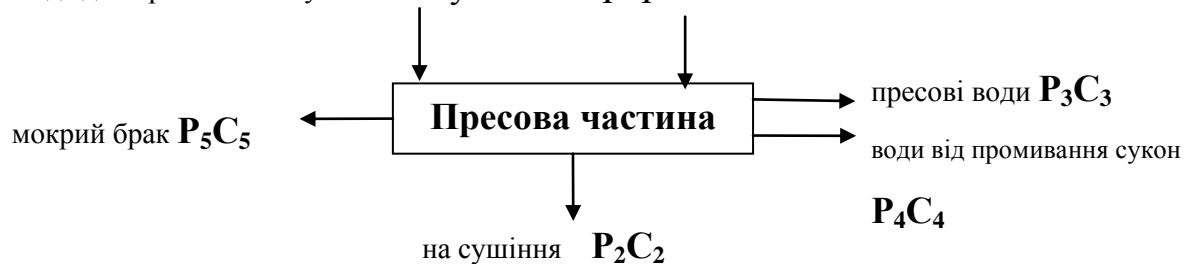 Пресова частина
пресові води P₃C₃
мокрий брак P₅C₅
води від промивання сукон
P₄C₄
на сушіння P₂C₂